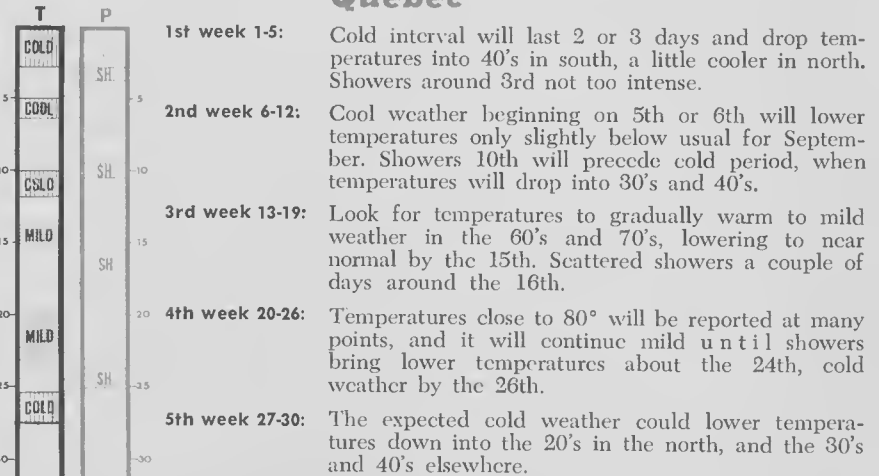 Quebec
T P
COLD
SH.
5 5
COOL
10 SH. 10
COLD
MILD
15 15
SH
20 20
MILD
25 SH 25
COLD
30 30
1st week 1-5: Cold interval will last 2 or 3 days and drop tem-
peratures into 40's in south, a little cooler in north.
Showers around 3rd not too intense.
2nd week 6-12: Cool weather beginning on 5th or 6th will lower
temperatures only slightly below usual for Septem-
ber. Showers 10th will precede cold period, when
temperatures will drop into 30's and 40's.
3rd week 13-19: Look for temperatures to gradually warm to mild
weather in the 60's and 70's, lowering to near
normal by the 15th. Scattered showers a couple of
days around the 16th.
4th week 20-26: Temperatures close to 80° will be reported at many
points, and it will continue mild until showers
bring lower temperatures about the 24th, cold
weather by the 26th.
5th week 27-30: The expected cold weather could lower tempera-
tures down into the 20's in the north, and the 30's
and 40's elsewhere.